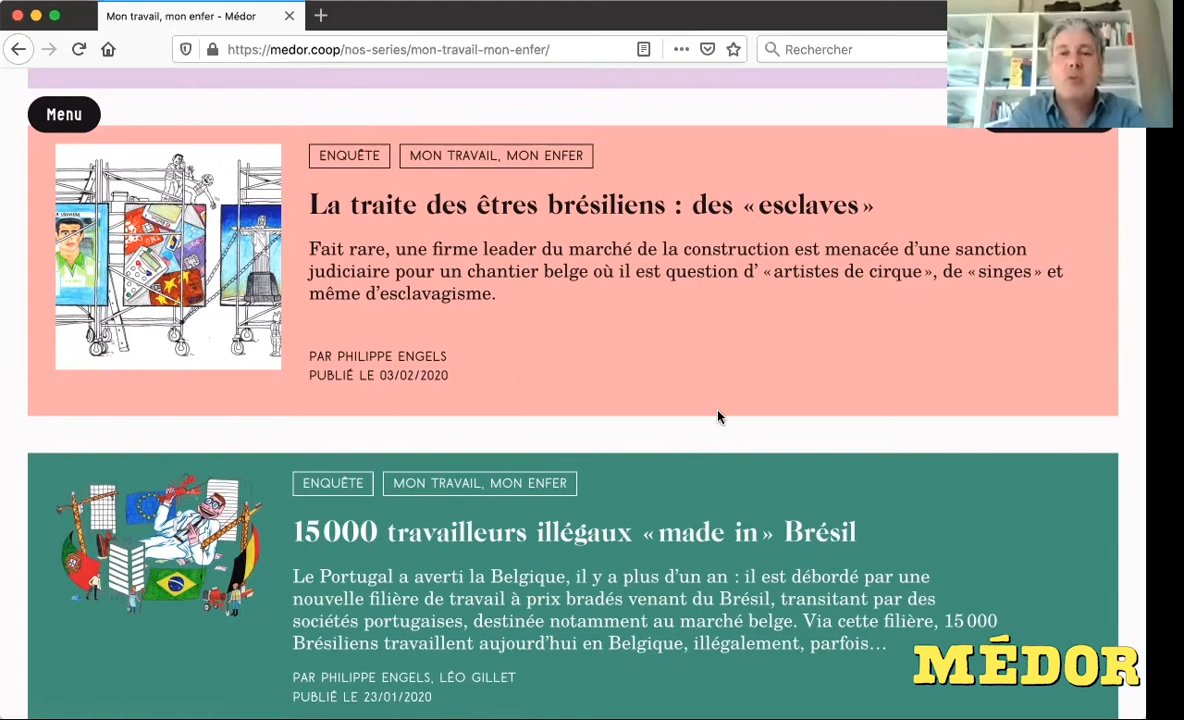 Mon travail, mon enfer - Médor
https://medor.coop/nos-series/mon-travail-mon-enfer/
Rechercher
Menu
ENQUÊTE
MON TRAVAIL, MON ENFER
La traite des êtres brésiliens : des « esclaves »
Fait rare, une firme leader du marché de la construction est menacée d’une sanction
judiciaire pour un chantier belge où il est question d’ « artistes de cirque », de « singes » et
même d’esclavagisme.
PAR PHILIPPE ENGELS
PUBLIÉ LE 03/02/2020
ENQUÊTE
MON TRAVAIL, MON ENFER
15 000 travailleurs illégaux « made in » Brésil
Le Portugal a averti la Belgique, il y a plus d’un an : il est débordé par une
nouvelle filière de travail à prix bradés venant du Brésil, transitant par des
sociétés portugaises, destinée notamment au marché belge. Via cette filière, 15 000
Brésiliens travaillent aujourd’hui en Belgique, illégalement, parfois…
PAR PHILIPPE ENGELS, LÉO GILLET
PUBLIÉ LE 23/01/2020
MÉDOR